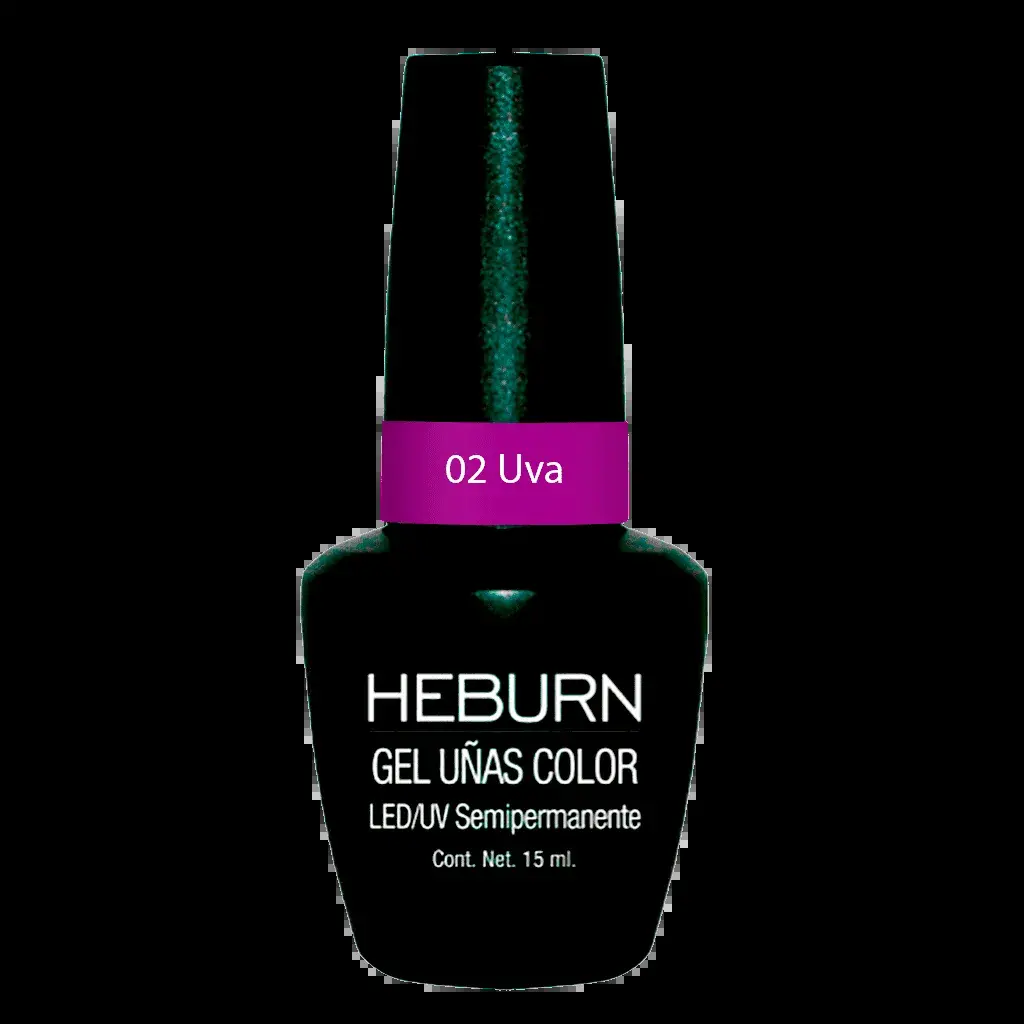 02 Uva
HEBURN
GEL UÑAS COLOR
LED/UV Semipermanente
Cont. Net. 15 ml.